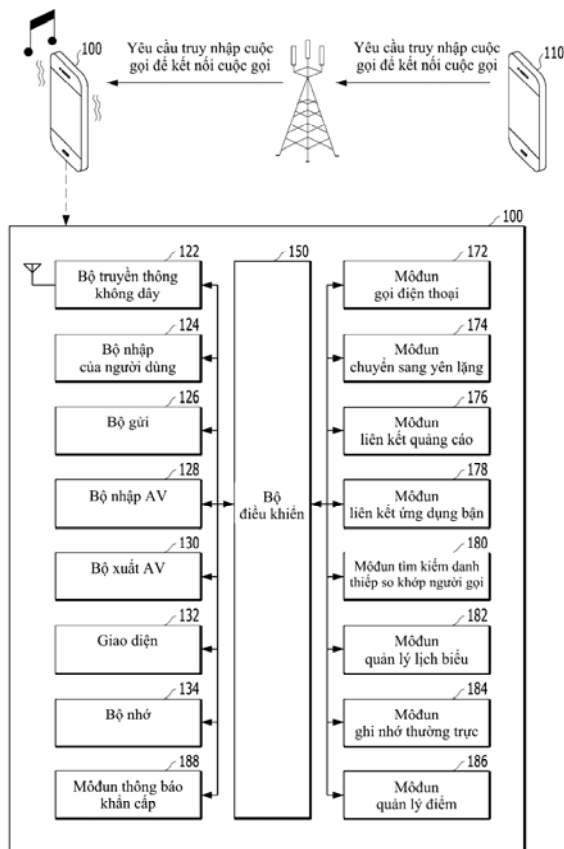 100
Yêu cầu truy nhập cuộc
gọi để kết nối cuộc gọi
Yêu cầu truy nhập cuộc
gọi để kết nối cuộc gọi
110
100
122
Bộ truyền thông
không dây
124
Bộ nhập
của người dùng
126
Bộ gửi
128
Bộ nhập AV
130
Bộ xuất AV
132
Giao diện
134
Bộ nhớ
188
Môđun thông báo
khẩn cấp
150
Bộ
điều khiển
172
Môđun
gọi điện thoại
174
Môđun
chuyển sang yên lặng
176
Môđun
liên kết quảng cáo
178
Môđun
liên kết ứng dụng bận
180
Môđun tìm kiếm danh
thiếp so khớp người gọi
182
Môđun
quản lý lịch biểu
184
Môđun
ghi nhớ thường trực
186
Môđun
quản lý điểm